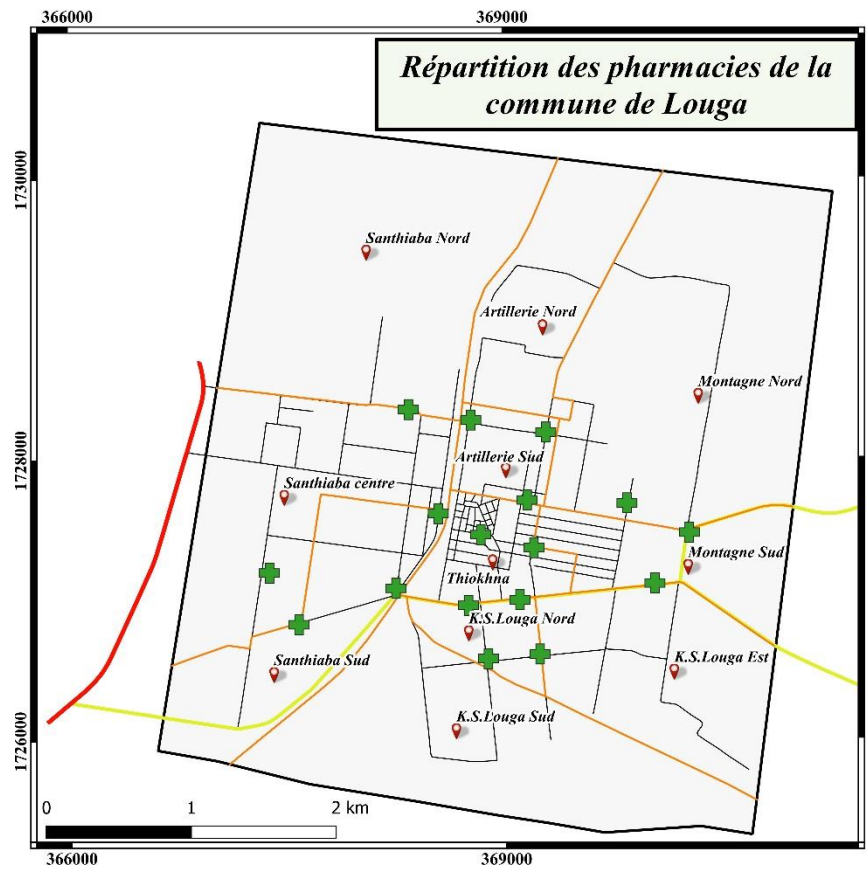 366000
369000
Répartition des pharmacies de la
commune de Louga
1730000
Santhiaba Nord
Artillerie Nord
Montagne Nord
1728000
Artillerie Sud
Santhiaba centre
Montagne Sud
Thiokhna
K.S.Louga Nord
Santhiaba Sud
K.S.Louga Est
K.S.Louga Sud
1726000
0
1
2 km
366000
369000